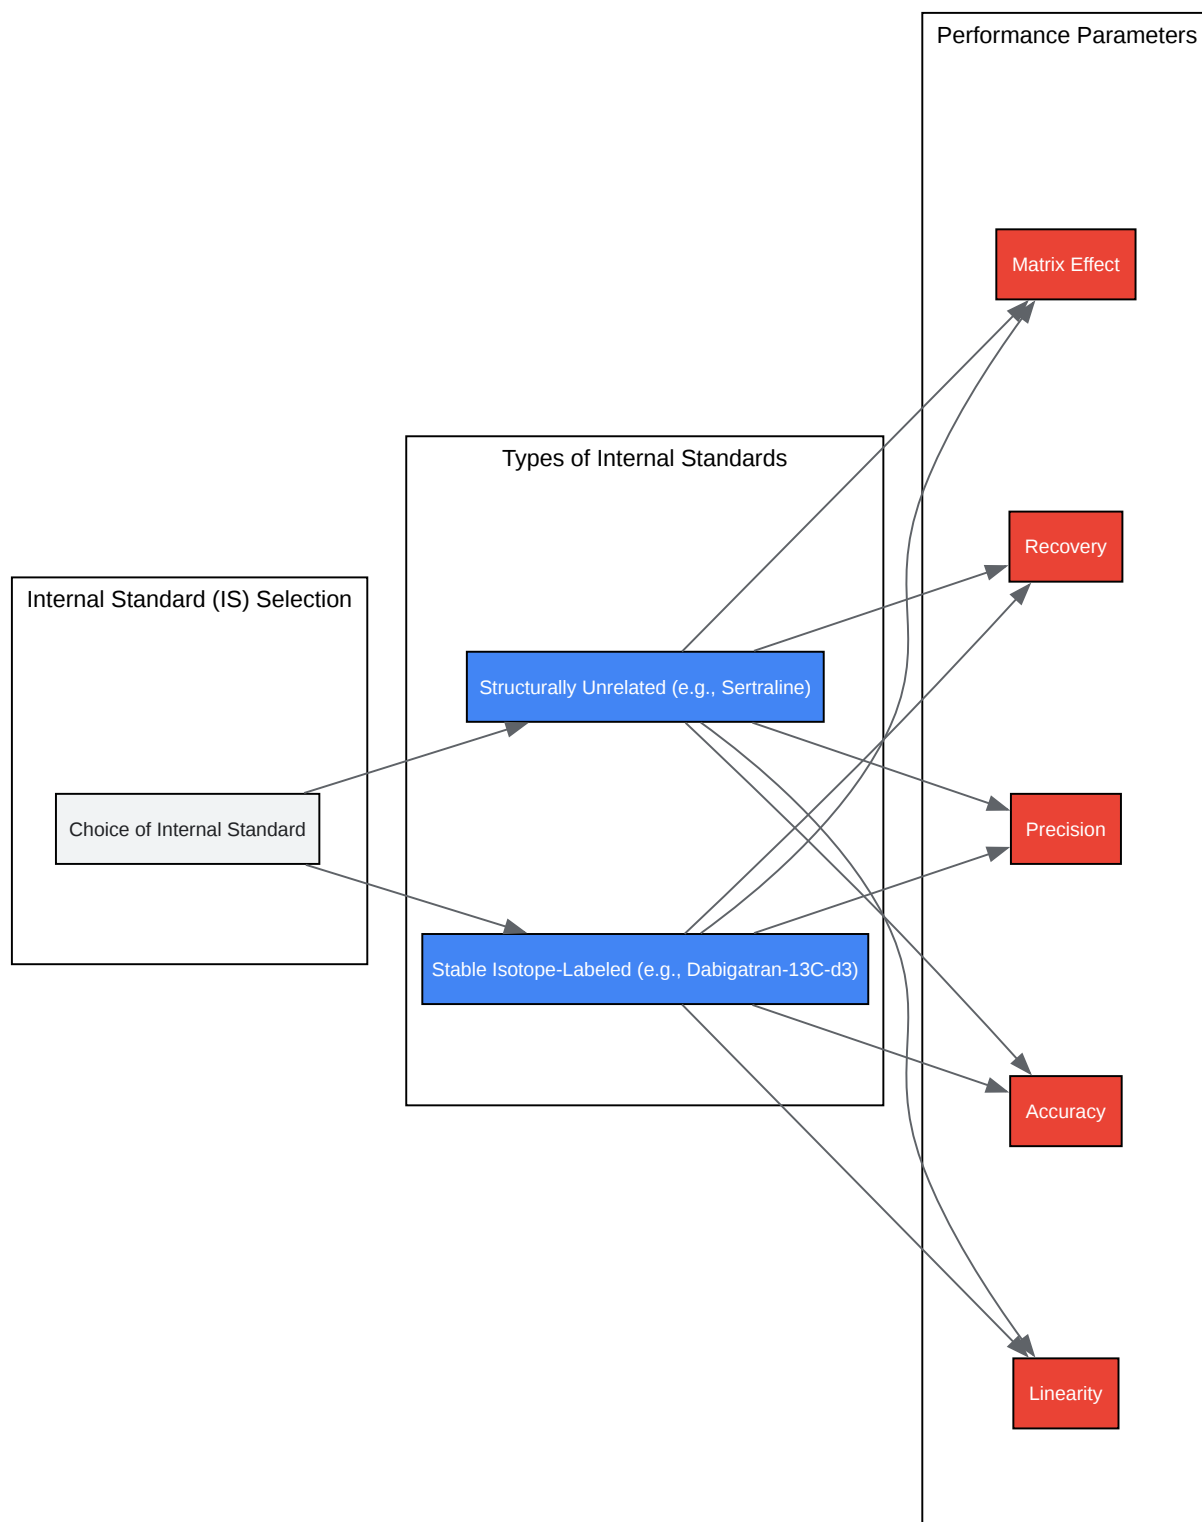 Internal Standard (IS) Selection
Choice of Internal Standard
Types of Internal Standards
Structurally Unrelated (e.g., Sertraline)
Stable Isotope-Labeled (e.g., Dabigatran-13C-d3)
Performance Parameters
Matrix Effect
Recovery
Precision
Accuracy
Linearity